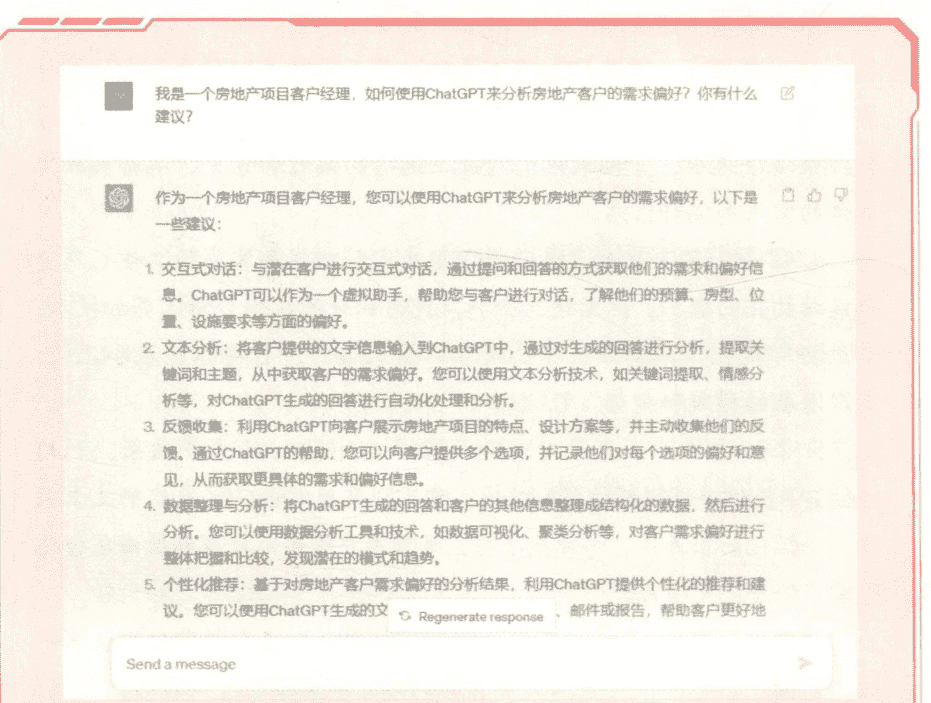 我是一个房地产项目客户经理，如何使用ChatGPT来分析房地产客户的需求偏好？你有什么
建议？
作为一个房地产项目客户经理，您可以使用ChatGPT来分析房地产客户的需求偏好，以下是
一些建议：
1. 交互式对话：与潜在客户进行交互式对话，通过提问和回答的方式获取他们的需求和偏好信
息。ChatGPT可以作为一个虚拟助手，帮助您与客户进行对话，了解他们的预算、房型、位
置、设施要求等方面的偏好。
2. 文本分析：将客户提供的文字信息输入到ChatGPT中，通过对生成的回答进行分析，提取关
键词和主题，从中获取客户的需求偏好。您可以使用文本分析技术，如关键词提取、情感分
析等，对ChatGPT生成的回答进行自动化处理和分析。
3. 反馈收集：利用ChatGPT向客户展示房地产项目的特点、设计方案等，并主动收集他们的反
馈。通过ChatGPT的帮助，您可以向客户提供多个选项，并记录他们对每个选项的偏好和意
见，从而获取更具体的需求和偏好信息。
4. 数据整理与分析：将ChatGPT生成的回答和客户的其他信息整理成结构化的数据，然后进行
分析。您可以使用数据分析工具和技术，如数据可视化、聚类分析等，对客户需求偏好进行
整体把握和比较，发现潜在的模式和趋势。
5. 个性化推荐：基于对房地产客户需求偏好的分析结果，利用ChatGPT提供个性化的推荐和建
议。您可以使用ChatGPT生成的文 Regenerate response 、邮件或报告，帮助客户更好地
Send a message